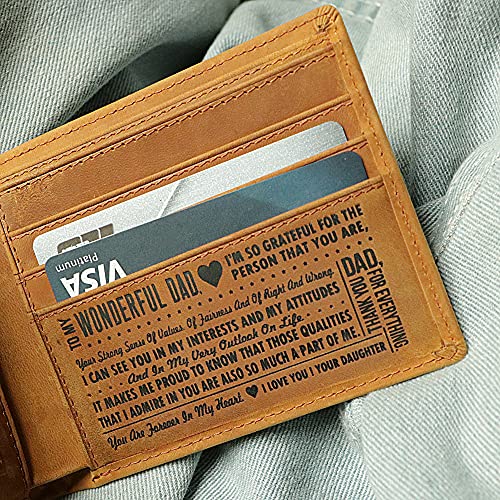 Platinum
VISA
TO MY
WONDERFUL DAD
I'M SO GRATEFUL FOR THE
PERSON THAT YOU ARE,
Your Strong Sense Of Values Of Fairness And Of Right And Wrong.
I CAN SEE YOU IN MY INTERESTS AND MY ATTITUDES
And In My Very Outlook On Life
IT MAKES ME PROUD TO KNOW THAT THOSE QUALITIES
THAT I ADMIRE IN YOU ARE ALSO SO MUCH A PART OF ME.
You Are Forever In My Heart ♥ I LOVE YOU ! YOUR DAUGHTER
DAD,
THANK YOU
FOR EVERYTHING.